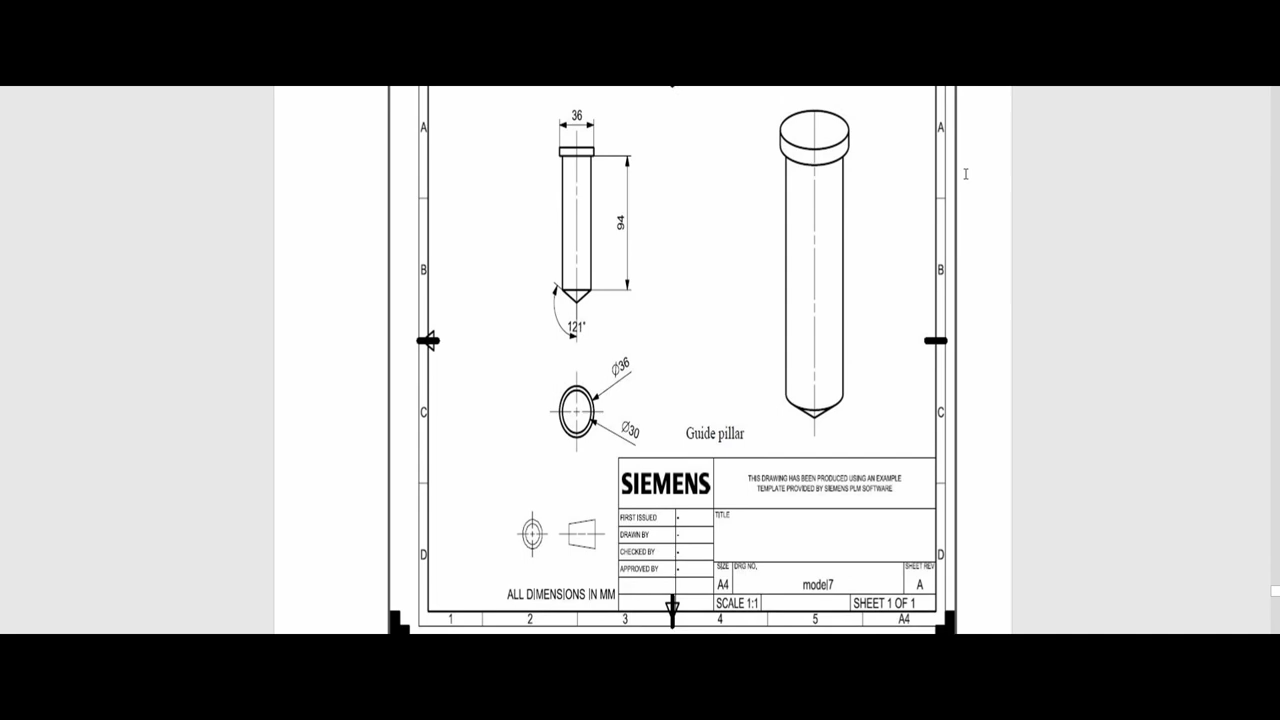 36
A
A
94
B
B
121°
Ø36
C
C
Ø30
Guide pillar
SIEMENS
THIS DRAWING HAS BEEN PRODUCED USING AN EXAMPLE
TEMPLATE PROVIDED BY SIEMENS PLM SOFTWARE
FIRST ISSUED
TITLE
DRAWN BY
CHECKED BY
D
D
APPROVED BY
SIZE
DRG NO.
SHEET REV
A4
model7
A
ALL DIMENSIONS IN MM
SCALE 1:1
SHEET 1 OF 1
1
2
3
4
5
A4